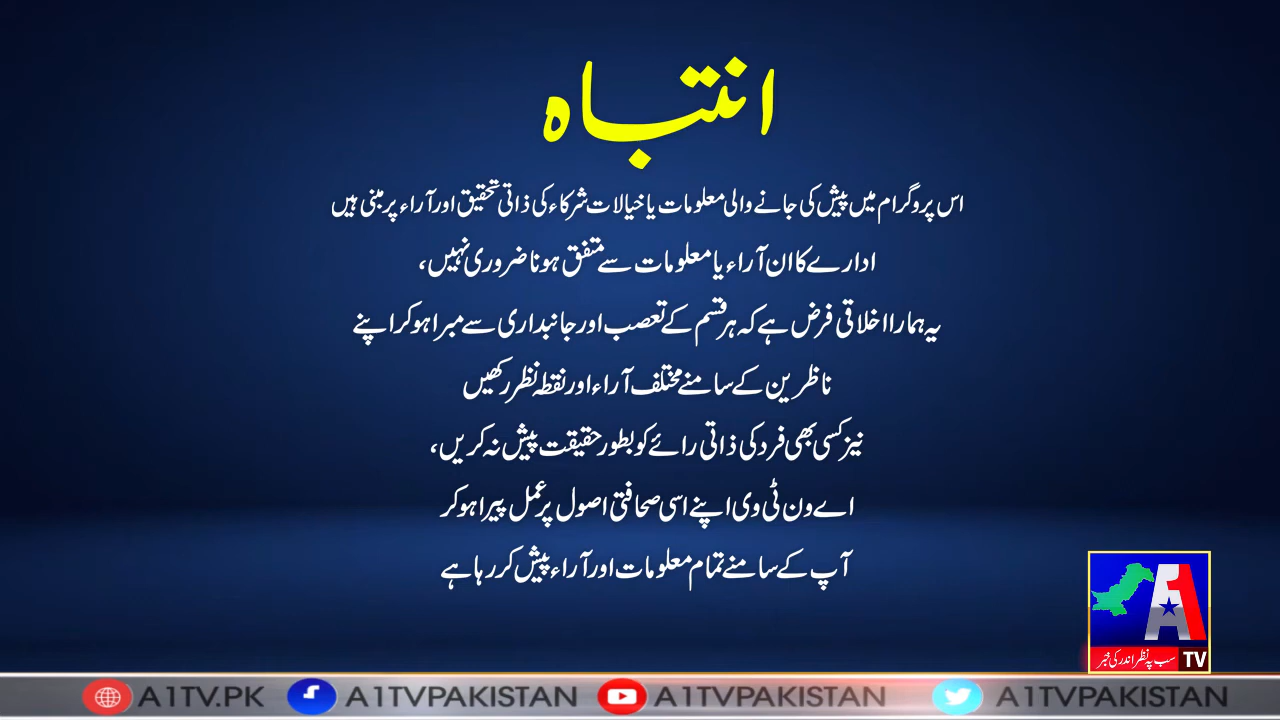 انتباہ
اس پروگرام میں پیش کی جانے والی معلومات یا خیالات شرکاء کی ذاتی تحقیق اور آراء پر مبنی ہیں
ادارے کا ان آراء یا معلومات سے متفق ہونا ضروری نہیں،
یہ ہمارا اخلاقی فرض ہے کہ ہر قسم کے تعصب اور جانبداری سے مبرا ہو کر اپنے
ناظرین کے سامنے مختلف آراء اور نقطہ نظر رکھیں
نیز کسی بھی فرد کی ذاتی رائے کو بطور حقیقت پیش نہ کریں،
اے ون ٹی وی اپنے اسی صحافتی اصول پر عمل پیرا ہو کر
آپ کے سامنے تمام معلومات اور آراء پیش کر رہا ہے
A1
سب پہ نظر اندر کی خبر TV
A1TV.PK A1TVPAKISTAN A1TVPAKISTAN A1TVPAKISTAN